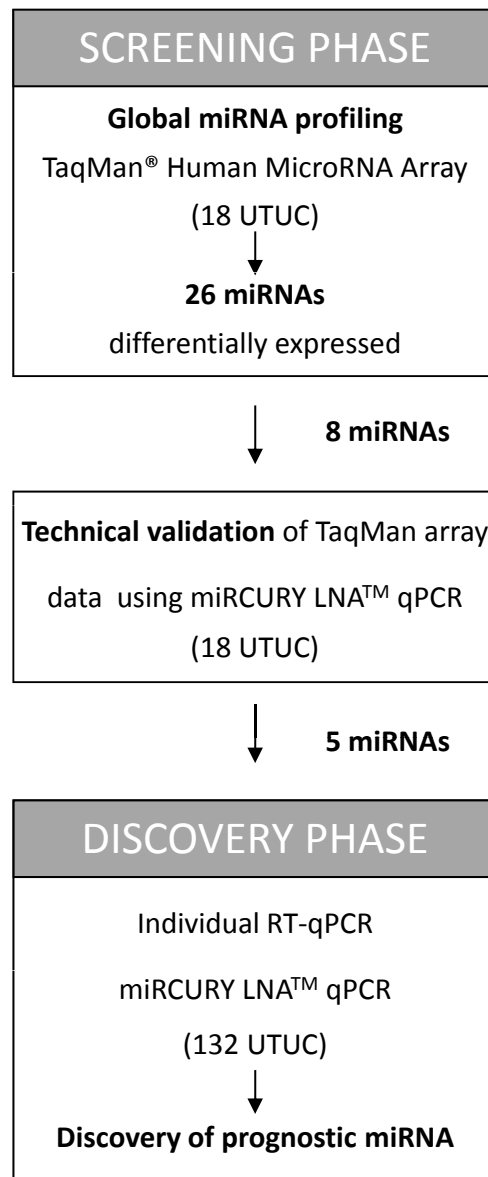 SCREENING PHASE
Global miRNA profiling
TaqMan® Human MicroRNA Array
(18 UTUC)
26 miRNAs
differentially expressed
8 miRNAs
Technical validation of TaqMan array
data using miRCURY LNA™ qPCR
(18 UTUC)
5 miRNAs
DISCOVERY PHASE
Individual RT-qPCR
miRCURY LNA™ qPCR
(132 UTUC)
Discovery of prognostic miRNA